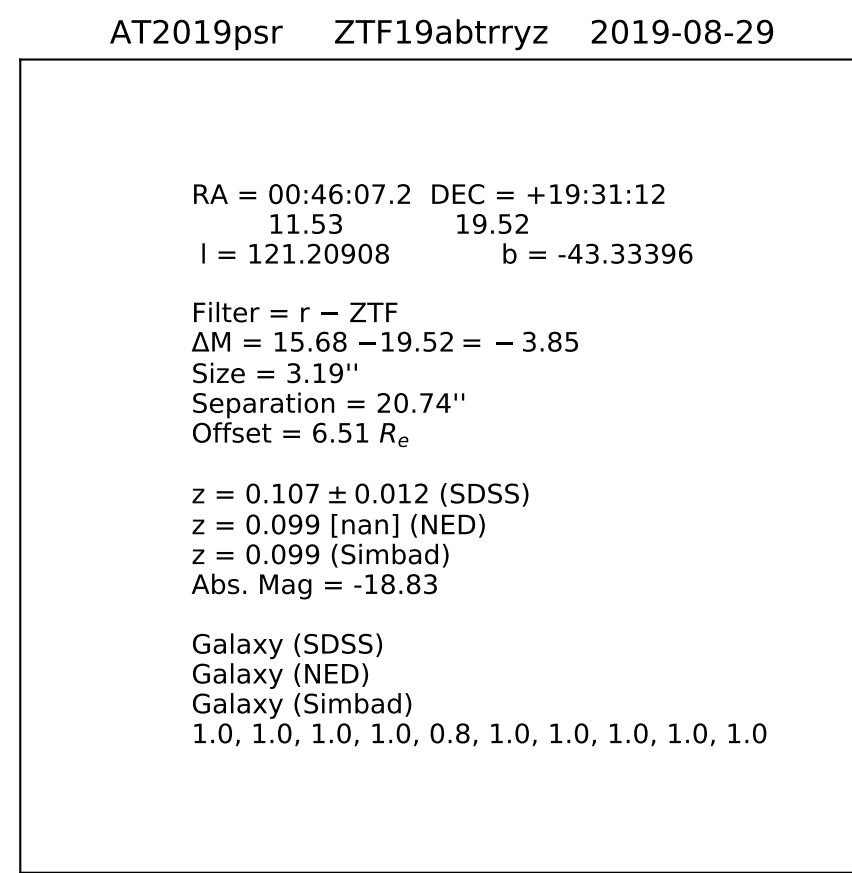 AT2019psr ZTF19abtrryz 2019-08-29
RA = 00:46:07.2 DEC = +19:31:12
11.53 19.52
l = 121.20908 b = -43.33396
Filter = r − ZTF
ΔM = 15.68 −19.52 = − 3.85
Size = 3.19''
Separation = 20.74''
Offset = 6.51 Rₑ
z = 0.107 ± 0.012 (SDSS)
z = 0.099 [nan] (NED)
z = 0.099 (Simbad)
Abs. Mag = -18.83
Galaxy (SDSS)
Galaxy (NED)
Galaxy (Simbad)
1.0, 1.0, 1.0, 1.0, 0.8, 1.0, 1.0, 1.0, 1.0, 1.0